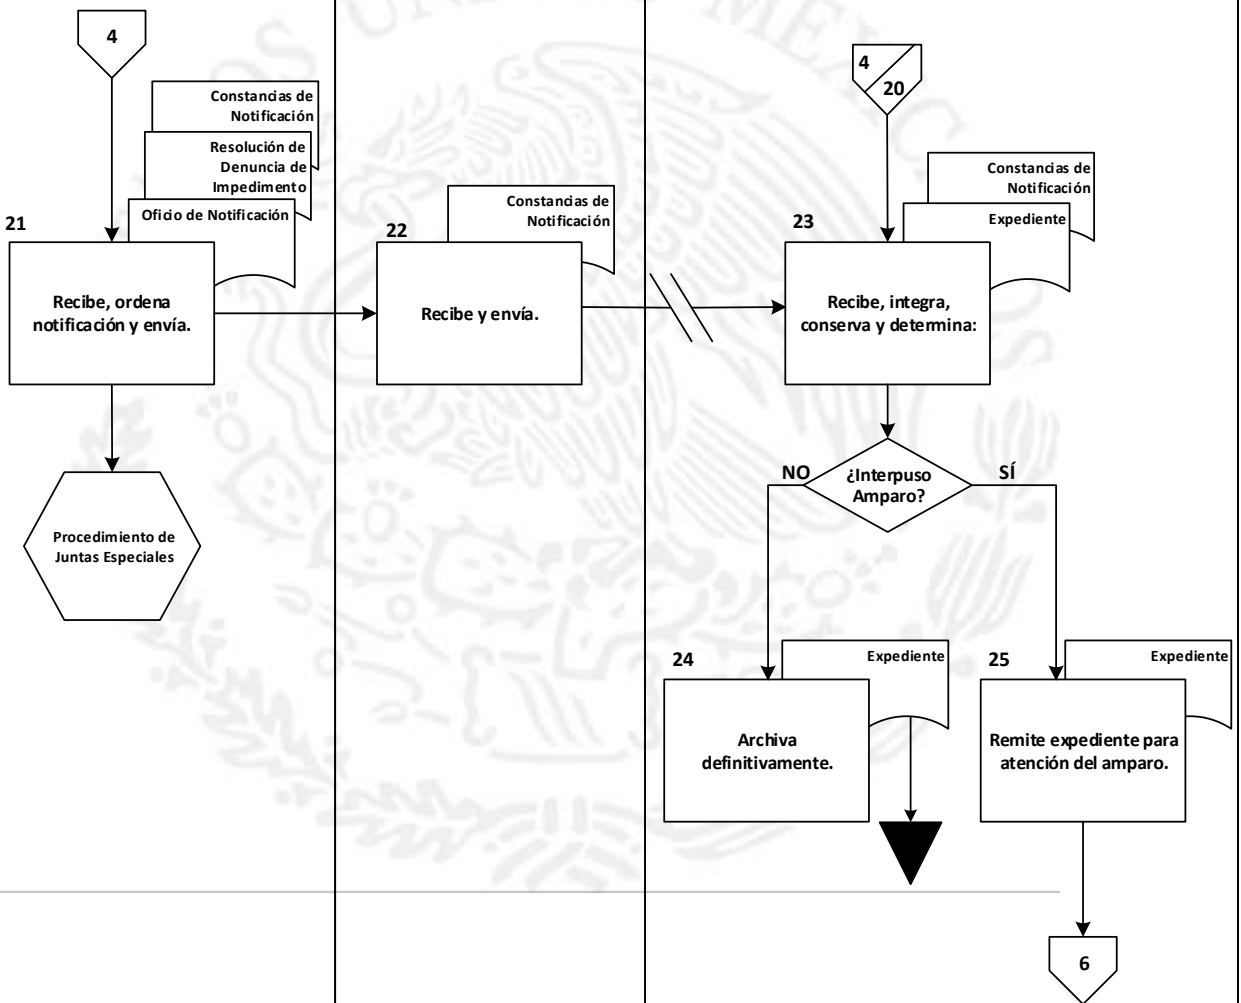 4
Constancias de
Notificación
Resolución de
Denuncia de
Impedimento
Oficio de Notificación
21
Recibe, ordena
notificación y envía.
Procedimiento de
Juntas Especiales
Constancias de
Notificación
22
Recibe y envía.
4
20
Constancias de
Notificación
Expediente
23
Recibe, integra,
conserva y determina:
¿Interpuso
Amparo?
NO
SÍ
24
Expediente
Archiva
definitivamente.
25
Expediente
Remite expediente para
atención del amparo.
6